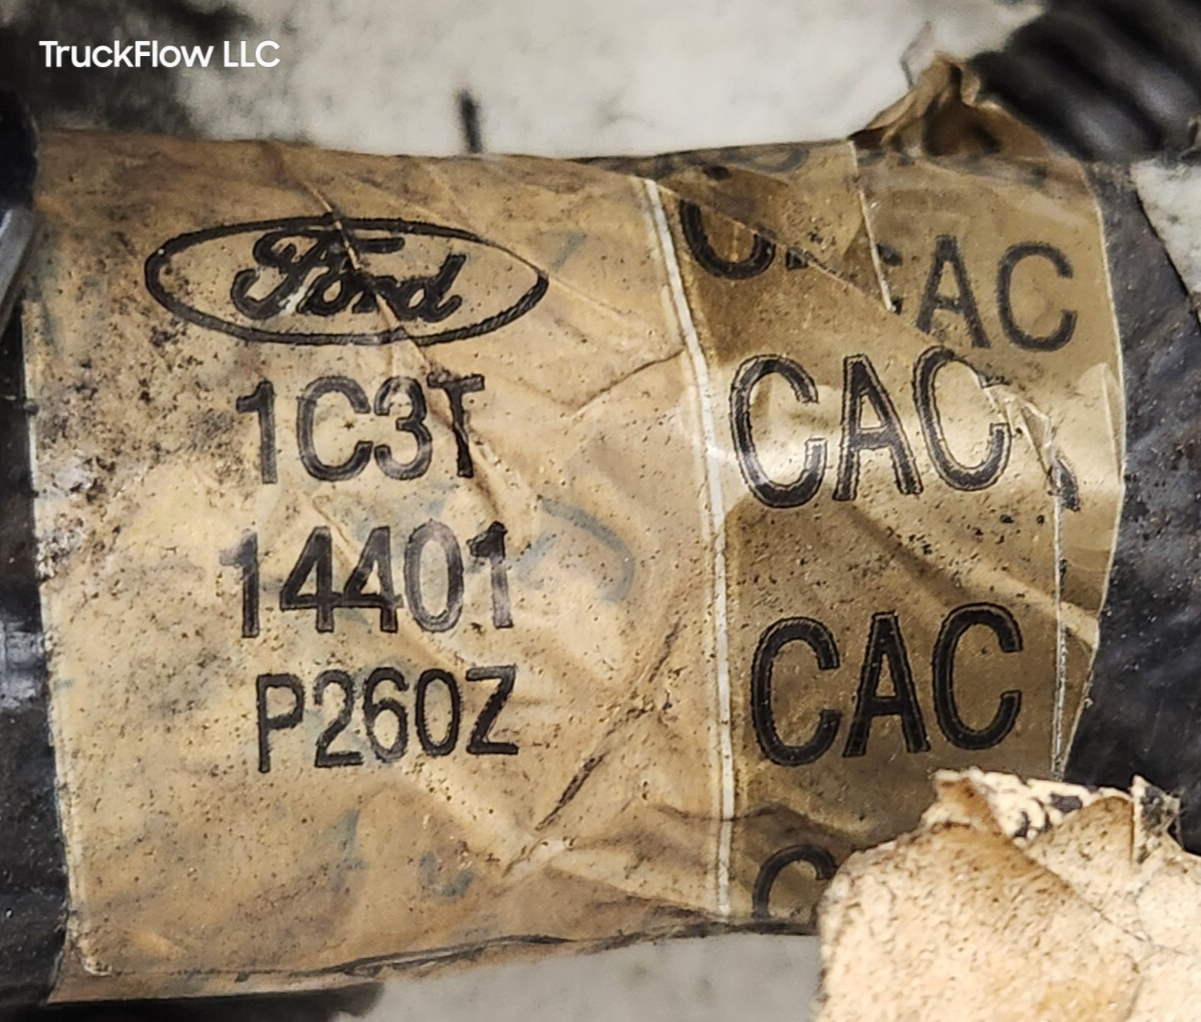 TruckFlow LLC
Ford
1C3T
14401
P260Z
CAC
CAC
CAC